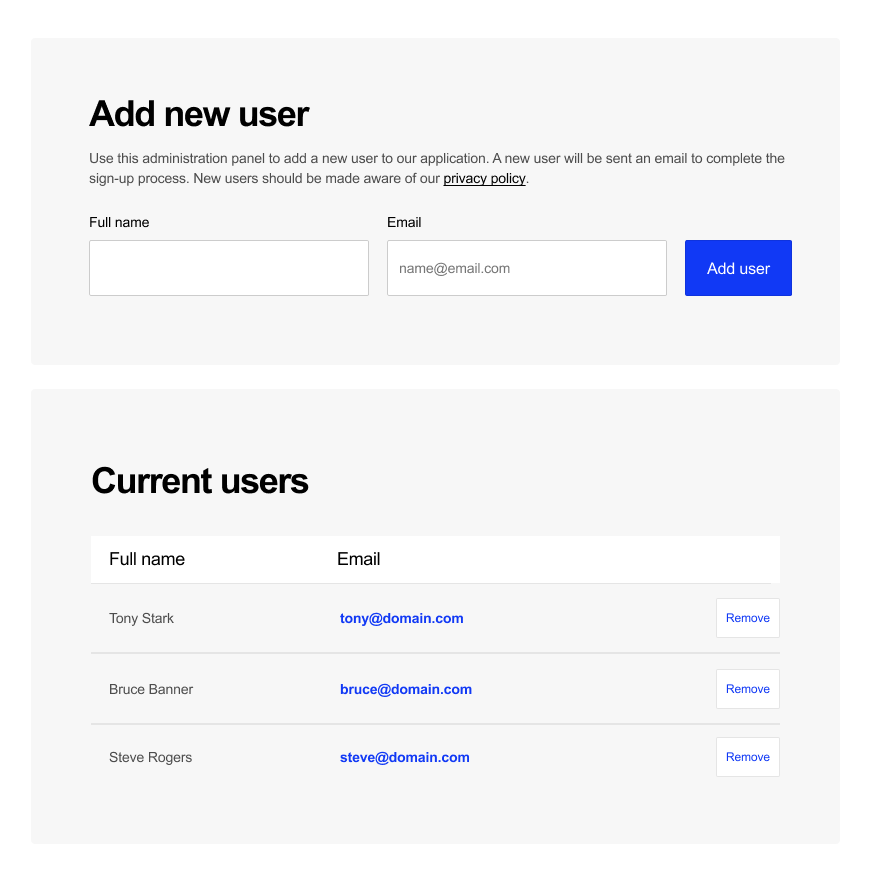 Add new user
Use this administration panel to add a new user to our application. A new user will be sent an email to complete the
sign-up process. New users should be made aware of our privacy policy.
Full name
Email
name@email.com
Add user
Current users
Full name
Email
Tony Stark
tony@domain.com
Remove
Bruce Banner
bruce@domain.com
Remove
Steve Rogers
steve@domain.com
Remove